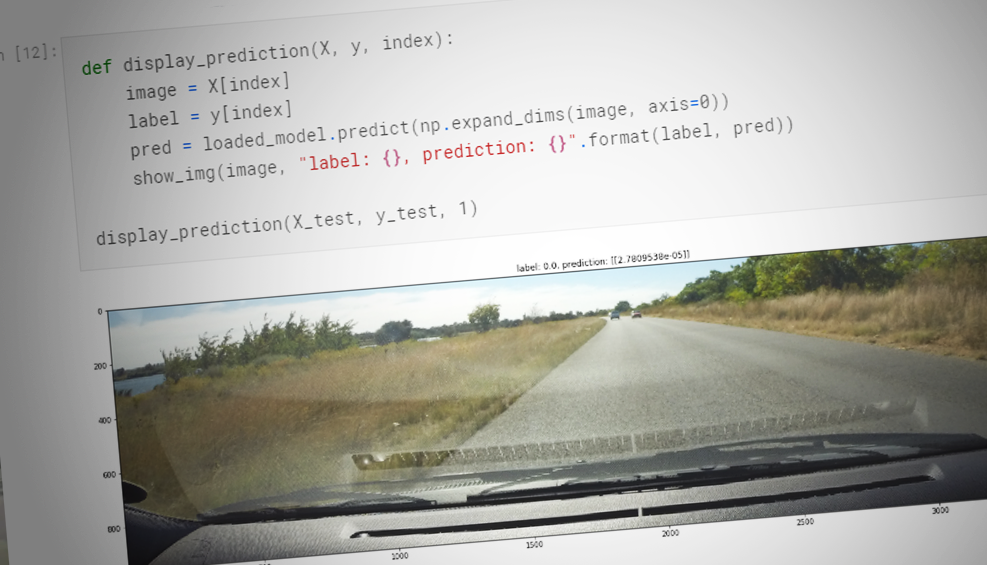 [12]:
def display_prediction(X, y, index):
image = X[index]
label = y[index]
pred = loaded_model.predict(np.expand_dims(image, axis=0))
show_img(image, "label: {}, prediction: {}".format(label, pred))
display_prediction(X_test, y_test, 1)
label: 0.0, prediction: [[2.7809538e-05]]
0
200
400
600
800
1000
1500
2000
2500
3000